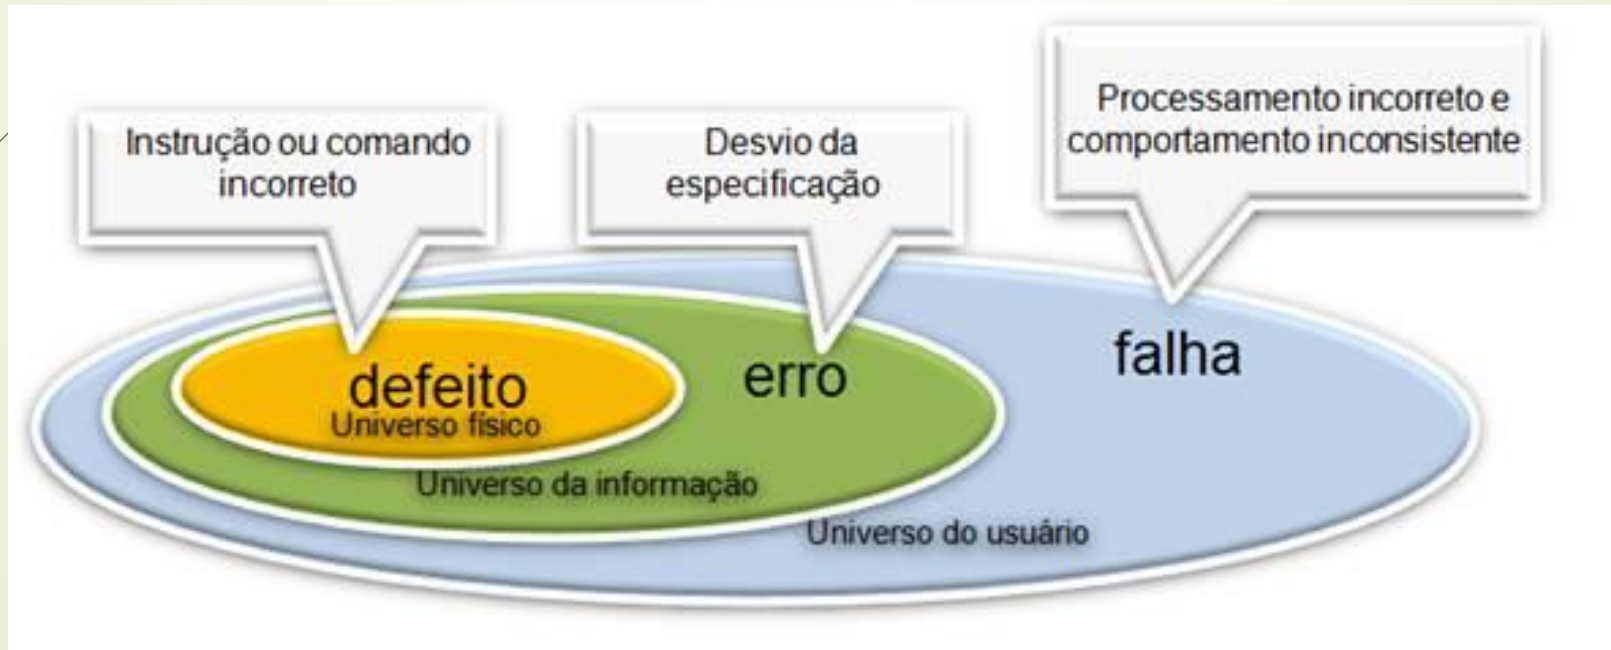 Instrução ou comando
incorreto
Desvio da
especificação
Processamento incorreto e
comportamento inconsistente
defeito
Universo físico
erro
falha
Universo da informação
Universo do usuário